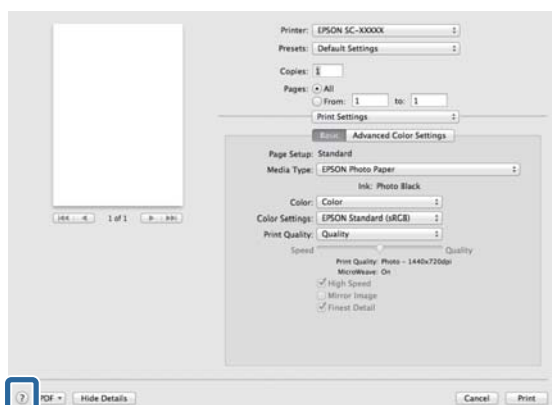 Printer: EPSON SC-XXXXX
Presets: Default Settings
Copies: 1
Pages: All
From: 1 to: 1
Print Settings
Basic Advanced Color Settings
Page Setup: Standard
Media Type: EPSON Photo Paper
Ink: Photo Black
Color: Color
1 of 1
Color Settings: EPSON Standard (sRGB)
Print Quality: Quality
Speed Quality
Print Quality: Photo - 1440x720dpi
MicroWeave: On
High Speed
Mirror Image
Finest Detail
? PDF Hide Details Cancel Print